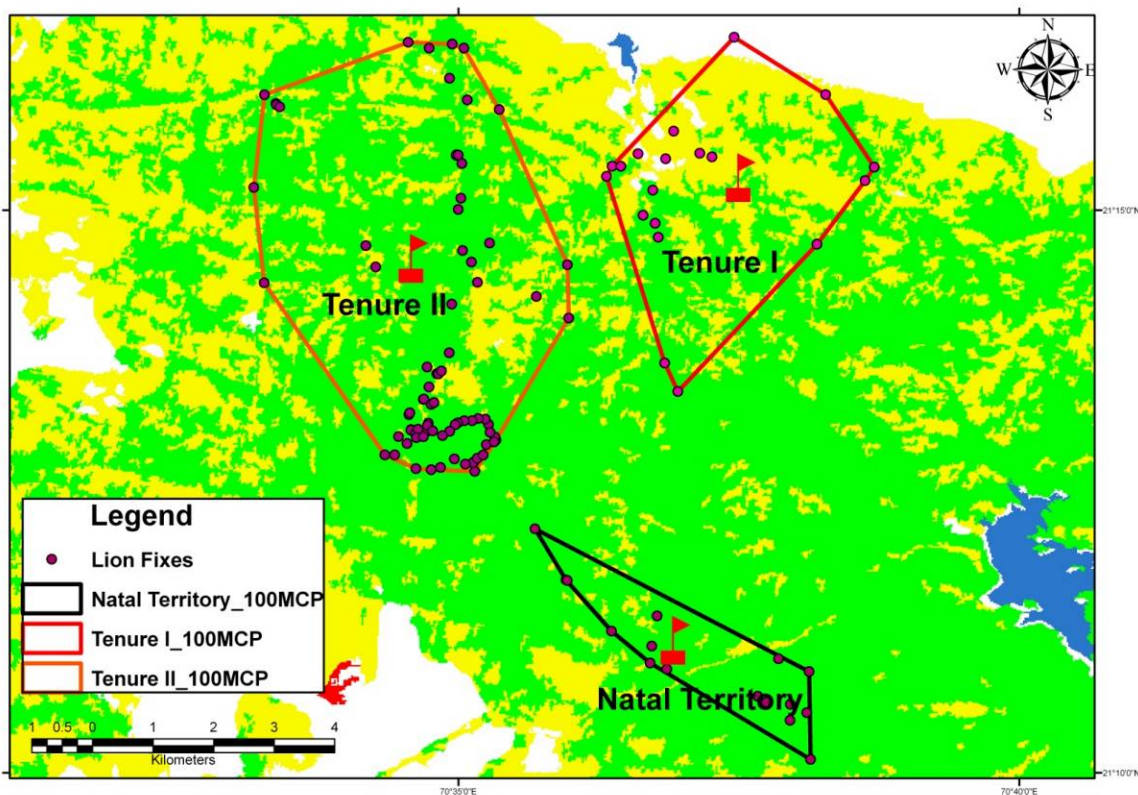 N
W E
S
21°15'0"N
Tenure I
Tenure II
Legend
Lion Fixes
Natal Territory_100MCP
Tenure I_100MCP
Tenure II_100MCP
Natal Territory
1 0.5 0 1 2 3 4
Kilometers
21°10'0"N
70°35'0"E 70°40'0"E